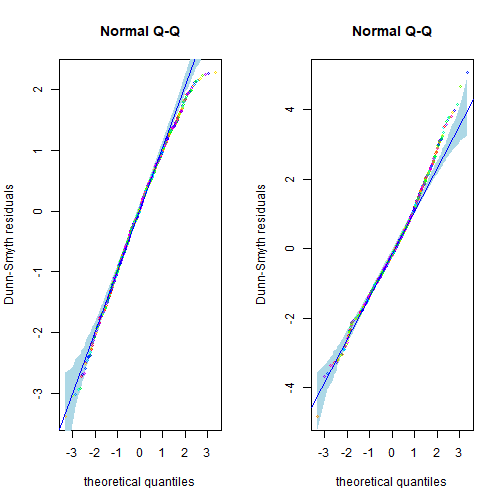 Normal Q-Q
Dunn-Smyth residuals
2
1
0
-1
-2
-3
-3 -2 -1 0 1 2 3
theoretical quantiles
Normal Q-Q
Dunn-Smyth residuals
4
2
0
-2
-4
-3 -2 -1 0 1 2 3
theoretical quantiles